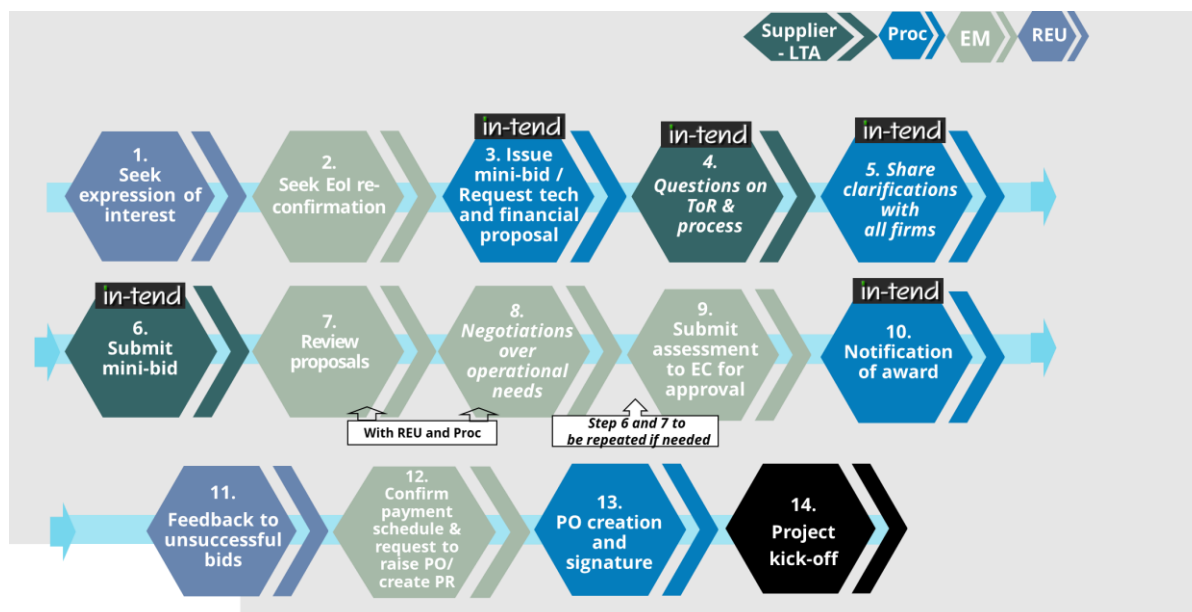 Supplier
- LTA
Proc
EM
REU
1.
Seek
expression of
interest
2.
Seek EoI re-
confirmation
in-tend
3. Issue
mini-bid /
Request tech
and financial
proposal
in-tend
4.
Questions on
ToR &
process
in-tend
5. Share
clarifications
with
all firms
in-tend
6.
Submit
mini-bid
7.
Review
proposals
8.
Negotiations
over
operational
needs
9.
Submit
assessment
to EC for
approval
in-tend
10.
Notification
of award
With REU and Proc
Step 6 and 7 to
be repeated if needed
11.
Feedback to
unsuccessful
bids
12.
Confirm
payment
schedule &
request to
raise PO/
create PR
13.
PO creation
and
signature
14.
Project
kick-off